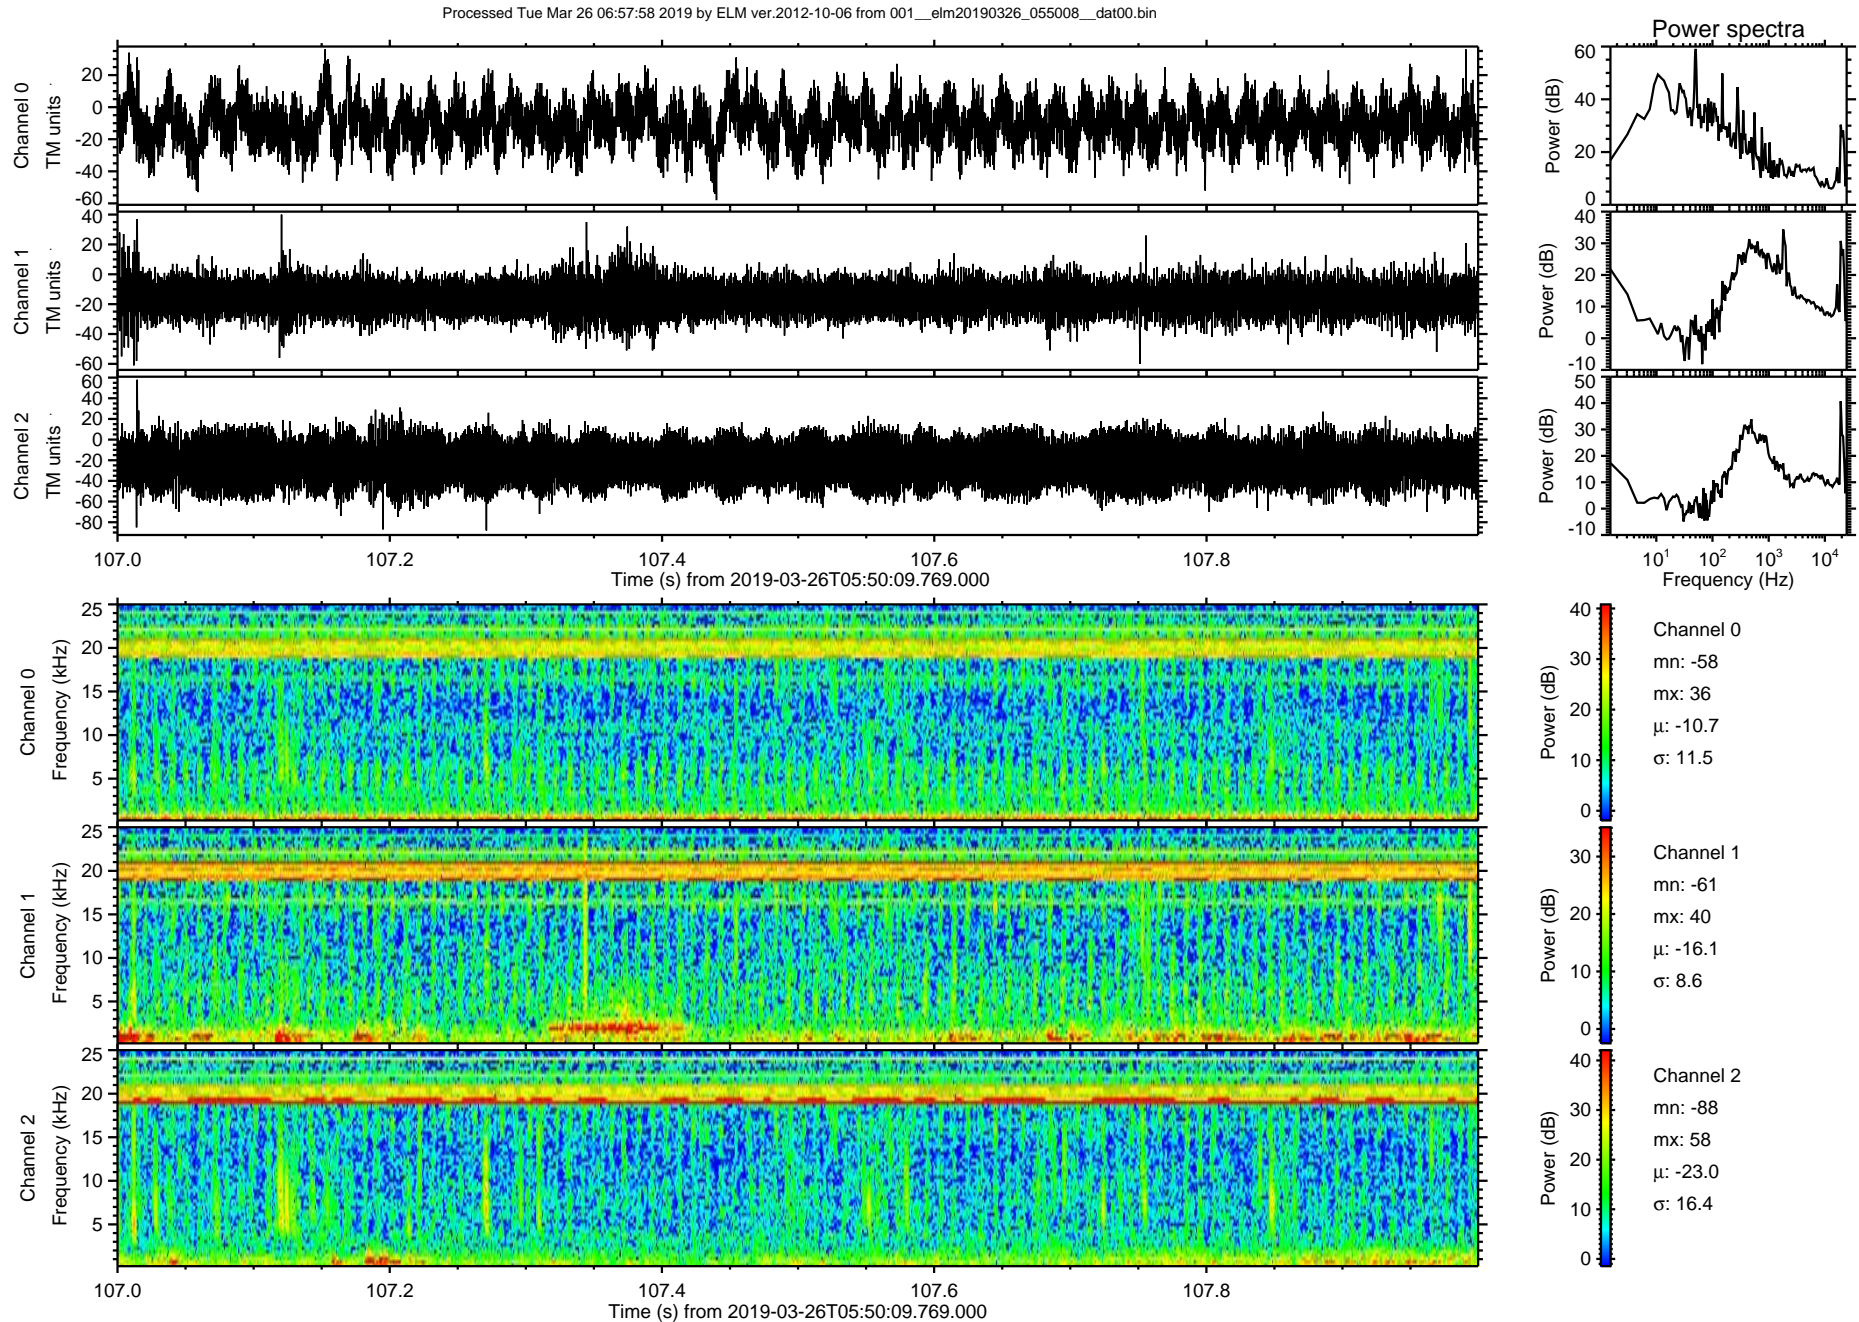 Processed Tue Mar 26 06:57:58 2019 by ELM ver.2012-10-06 from 001__elm20190326_055008__dat00.bin
Power spectra
Channel 0
TM units
20
0
-20
-40
-60
Power (dB)
60
40
20
0
Channel 1
TM units
40
20
0
-20
-40
-60
Power (dB)
40
30
20
10
0
-10
Channel 2
TM units
60
40
20
0
-20
-40
-60
-80
Power (dB)
50
40
30
20
10
0
-10
107.0 107.2 107.4 107.6 107.8
Time (s) from 2019-03-26T05:50:09.769.000
10¹ 10² 10³ 10⁴
Frequency (Hz)
Channel 0
Frequency (kHz)
25
20
15
10
5
Power (dB)
40
30
20
10
0
Channel 0
mn: -58
mx: 36
μ: -10.7
σ: 11.5
Channel 1
Frequency (kHz)
25
20
15
10
5
Power (dB)
30
20
10
0
Channel 1
mn: -61
mx: 40
μ: -16.1
σ: 8.6
Channel 2
Frequency (kHz)
25
20
15
10
5
Power (dB)
40
30
20
10
0
Channel 2
mn: -88
mx: 58
μ: -23.0
σ: 16.4
107.0 107.2 107.4 107.6 107.8
Time (s) from 2019-03-26T05:50:09.769.000